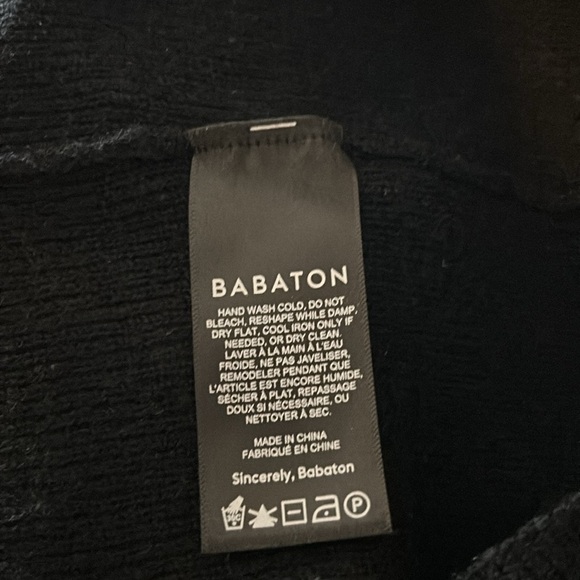 BABATON
HAND WASH COLD, DO NOT
BLEACH, RESHAPE WHILE DAMP,
DRY FLAT, COOL IRON ONLY IF
NEEDED, OR DRY CLEAN.
LAVER À LA MAIN À L'EAU
FROIDE, NE PAS JAVELISER,
REMODELER PENDANT QUE
L'ARTICLE EST ENCORE HUMIDE,
SÉCHER À PLAT, REPASSAGE
DOUX SI NÉCESSAIRE, OU
NETTOYER À SEC.
MADE IN CHINA
FABRIQUÉ EN CHINE
Sincerely, Babaton
P